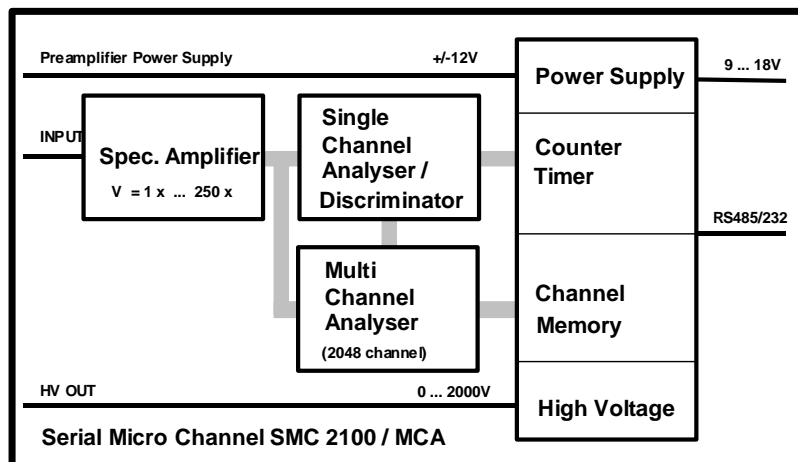 Preamplifier Power Supply
+/-12V
Power Supply
9 ... 18V
INPUT
Spec. Amplifier
V = 1 x ... 250 x
Single
Channel
Analyser /
Discriminator
Counter
Timer
RS485/232
Multi
Channel
Analyser
(2048 channel)
Channel
Memory
HV OUT
0 ... 2000V
High Voltage
Serial Micro Channel SMC 2100 / MCA